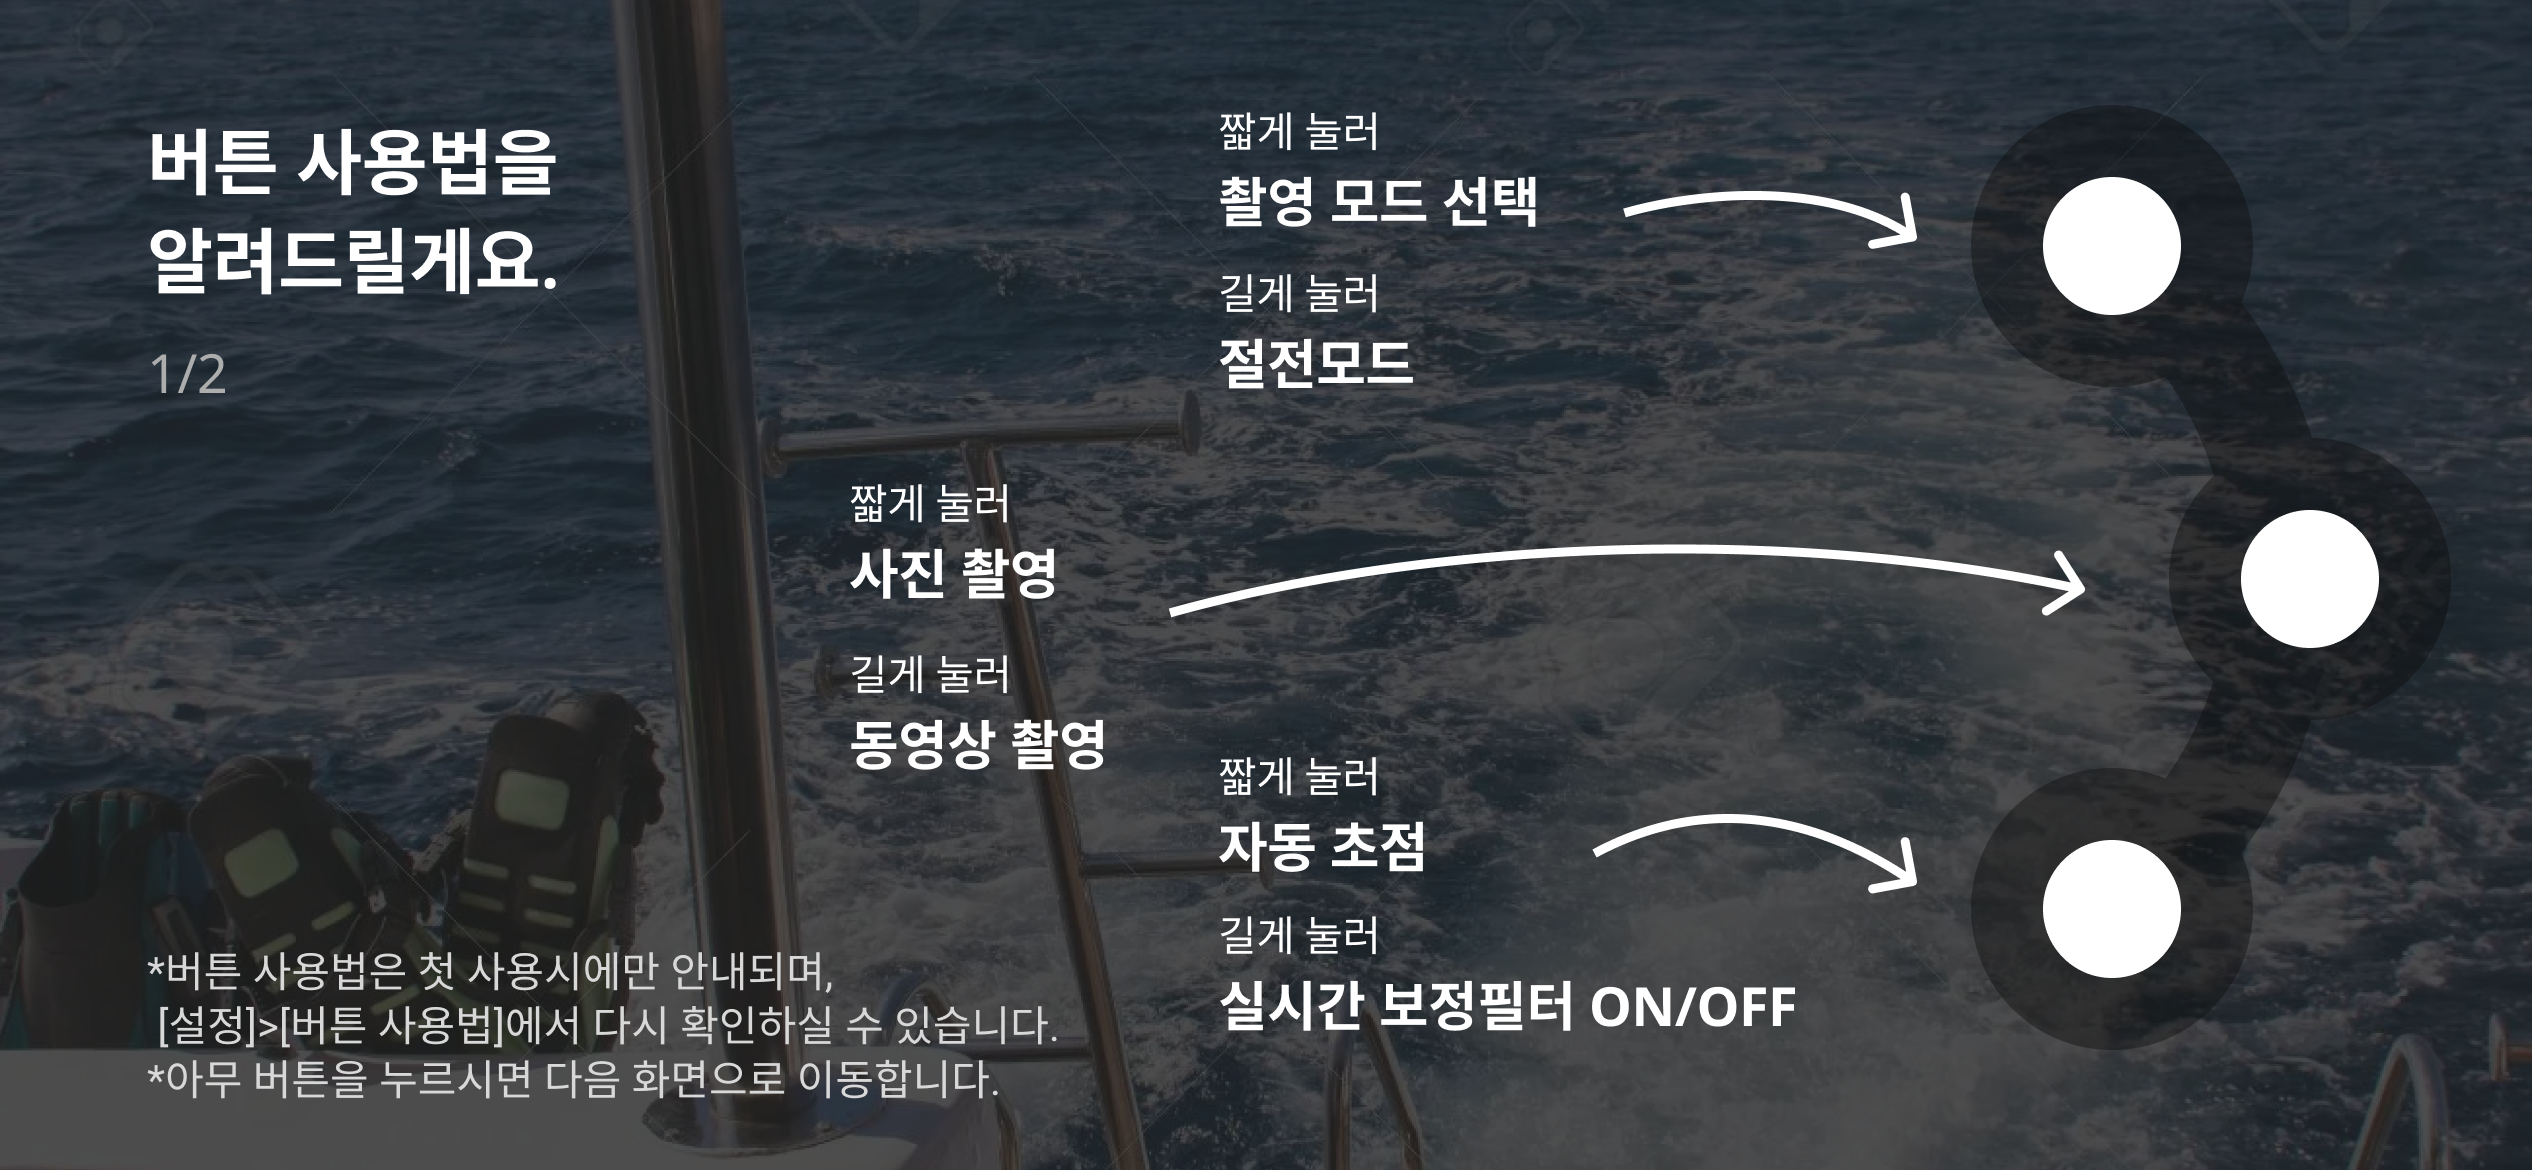 버튼 사용법을
알려드릴게요.
1/2
짧게 눌러
촬영 모드 선택
길게 눌러
절전모드
짧게 눌러
사진 촬영
길게 눌러
동영상 촬영
짧게 눌러
자동 초점
길게 눌러
실시간 보정필터 ON/OFF
*버튼 사용법은 첫 사용시에만 안내되며,
[설정]>[버튼 사용법]에서 다시 확인하실 수 있습니다.
*아무 버튼을 누르시면 다음 화면으로 이동합니다.